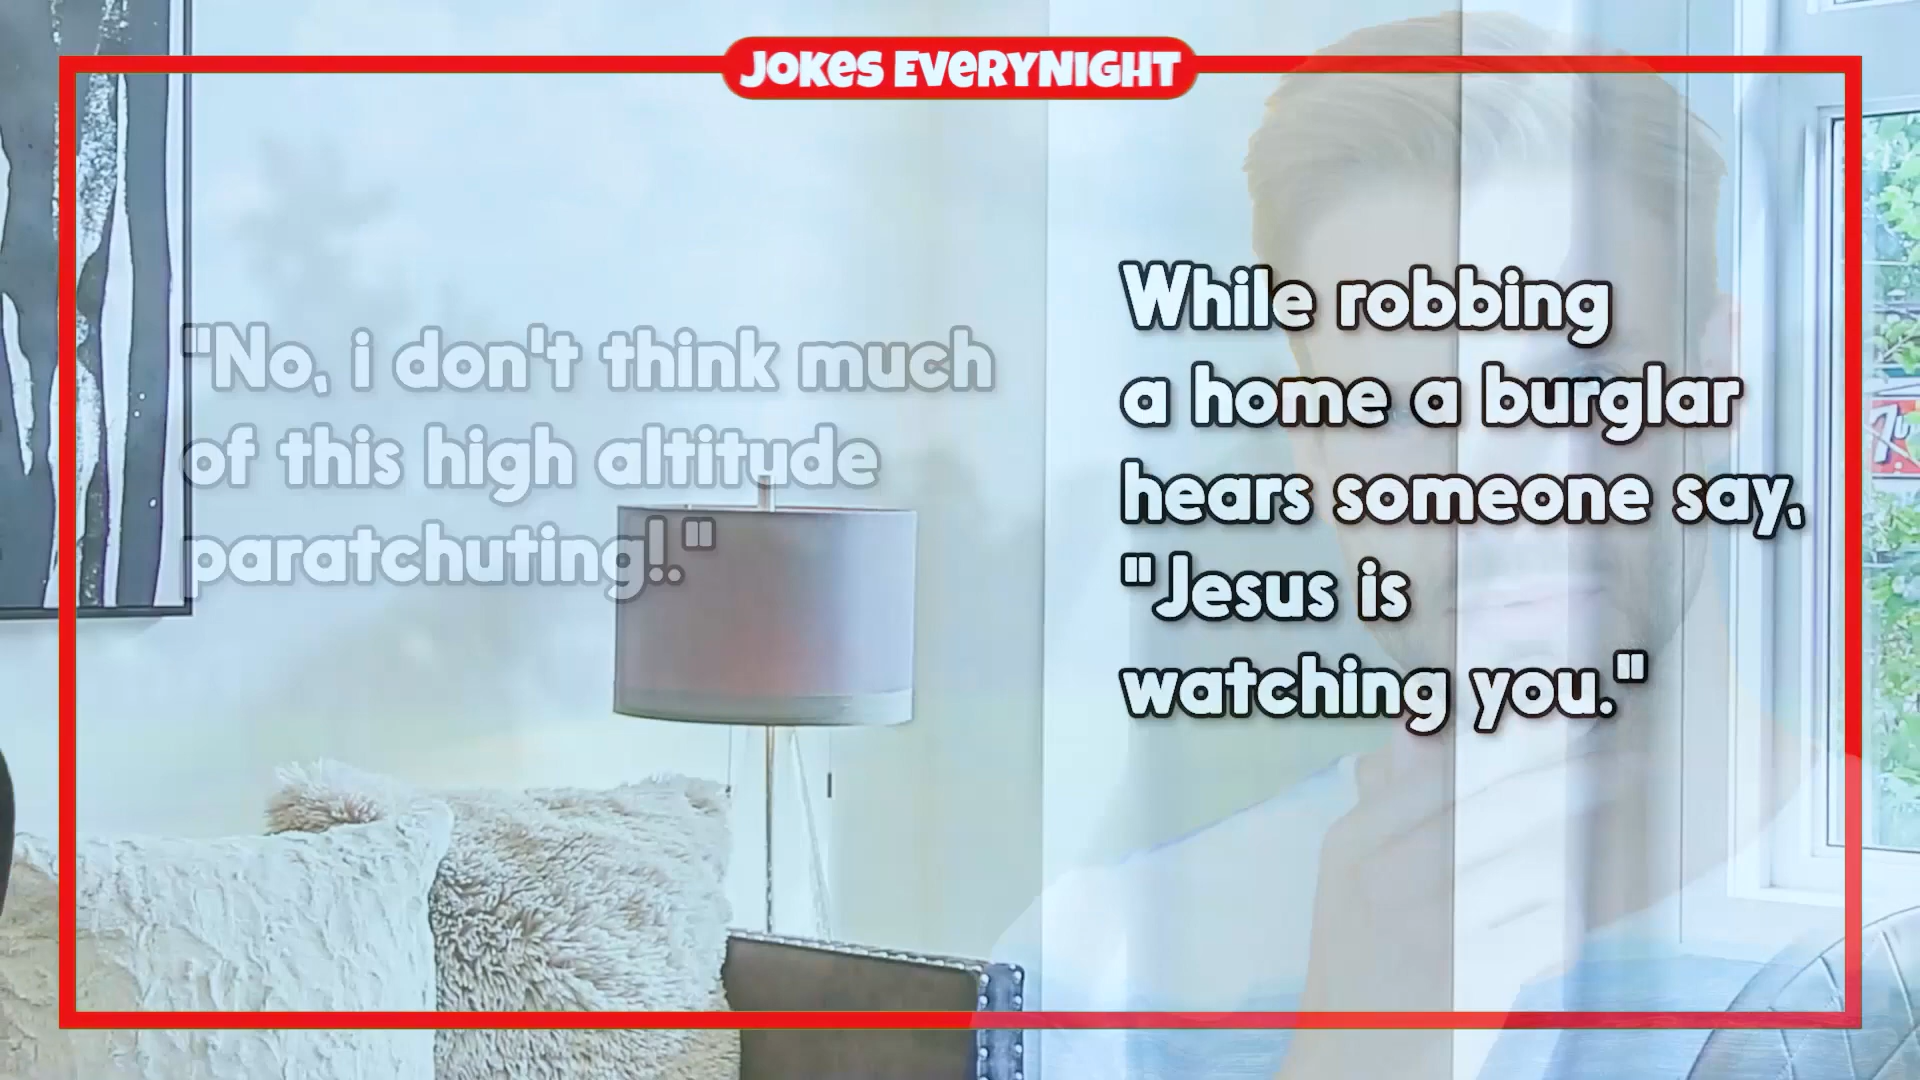 JOKES EVERYNIGHT
"No, i don't think much
of this high altitude
paratchuting!."
While robbing
a home a burglar
hears someone say,
"Jesus is
watching you."